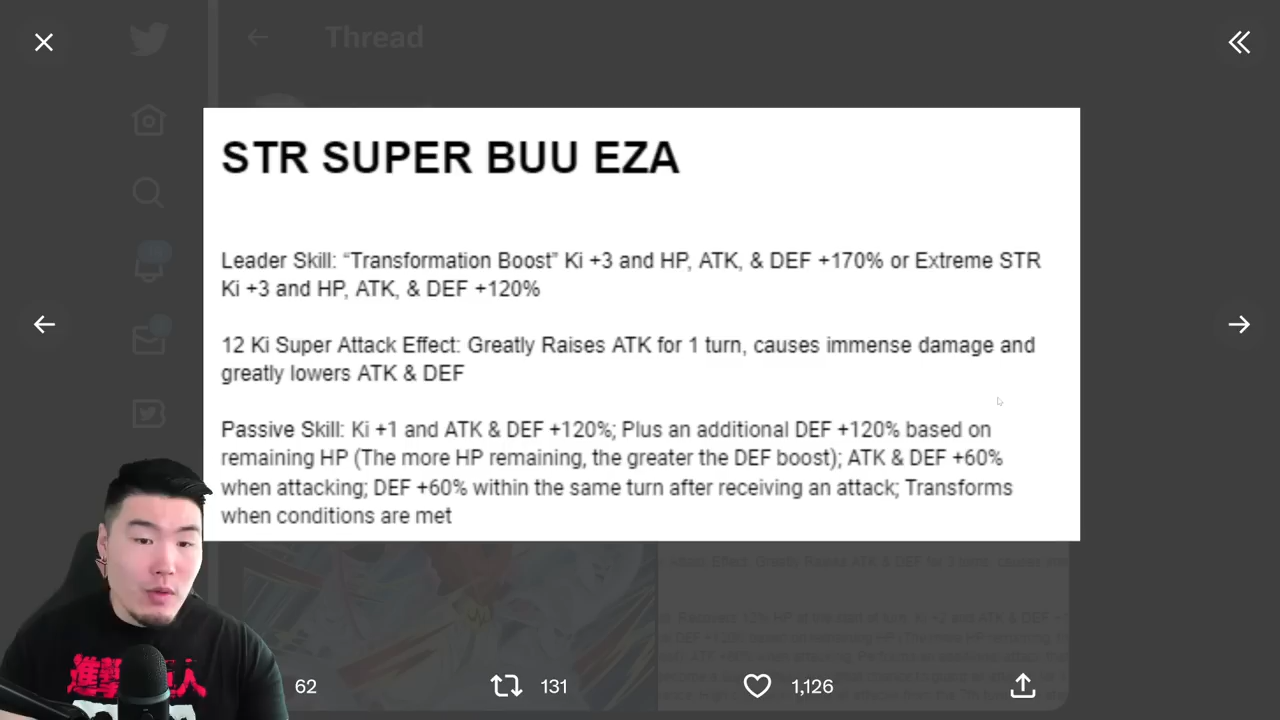 Thread
STR SUPER BUU EZA
Leader Skill: “Transformation Boost” Ki +3 and HP, ATK, & DEF +170% or Extreme STR
Ki +3 and HP, ATK, & DEF +120%
12 Ki Super Attack Effect: Greatly Raises ATK for 1 turn, causes immense damage and
greatly lowers ATK & DEF
Passive Skill: Ki +1 and ATK & DEF +120%; Plus an additional DEF +120% based on
remaining HP (The more HP remaining, the greater the DEF boost); ATK & DEF +60%
when attacking; DEF +60% within the same turn after receiving an attack; Transforms
when conditions are met
進撃 巨人
62
131
1,126